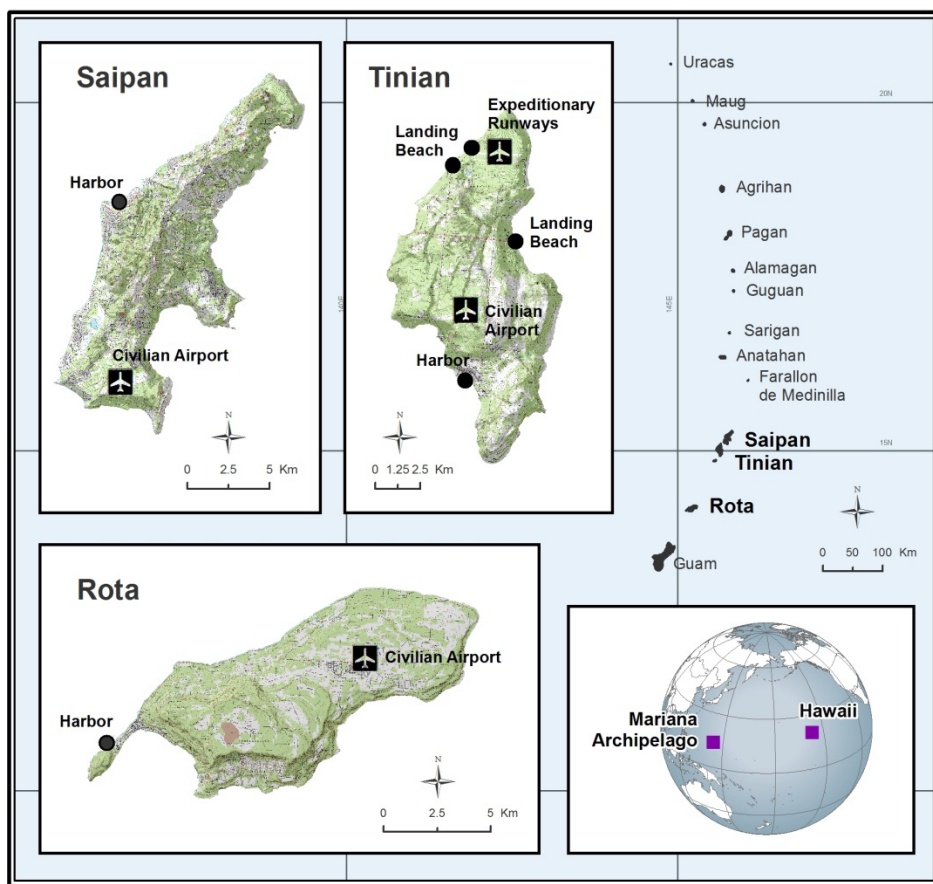 Saipan
Harbor
Civilian Airport
N
0 2.5 5 Km
Tinian
Expeditionary
Runways
Landing
Beach
Landing
Beach
Civilian
Airport
Harbor
N
0 1.25 2.5 Km
Uracas
20N
Maug
Asuncion
Agrihan
Pagan
Alamagan
Guguan
140E
145E
Sarigan
Anatahan
Farallon
de Medinilla
15N
Saipan
Tinian
Rota
N
0 50 100 Km
Guam
Rota
Civilian Airport
Harbor
N
0 2.5 5 Km
Mariana
Archipelago
Hawaii